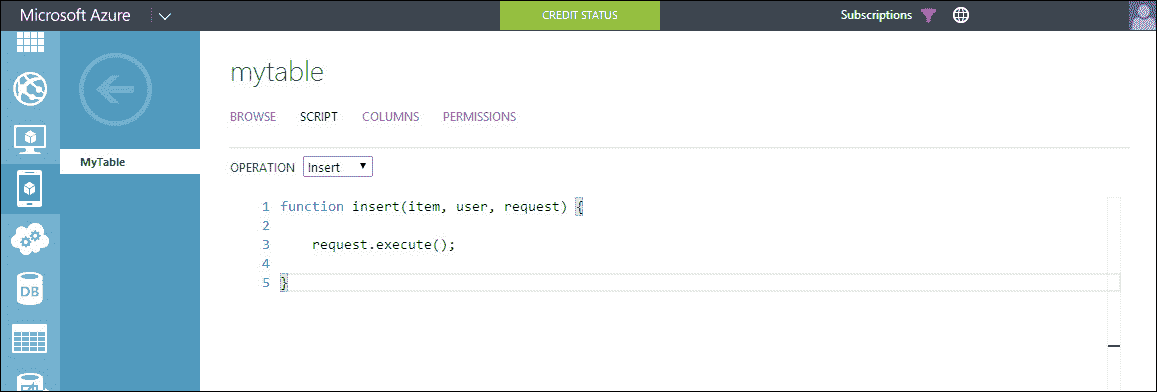 Microsoft Azure CREDIT STATUS Subscriptions
mytable
BROWSE SCRIPT COLUMNS PERMISSIONS
MyTable
OPERATION Insert
1 function insert(item, user, request) {
2
3 request.execute();
4
5 }
DB